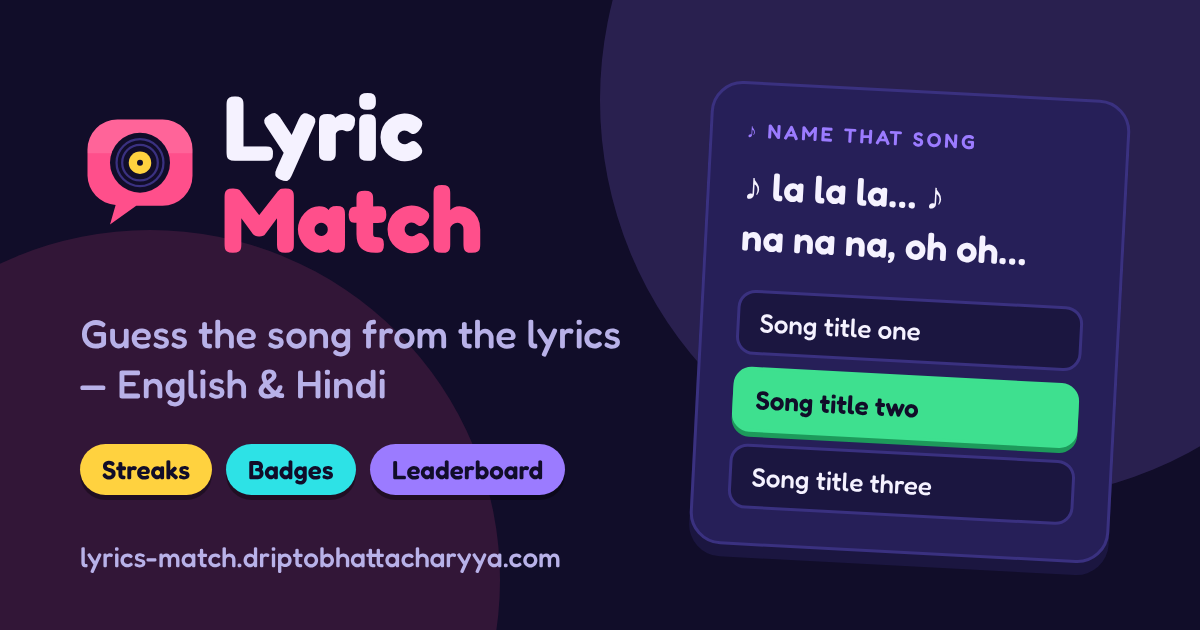 Lyric
Match
Guess the song from the lyrics
— English & Hindi
Streaks
Badges
Leaderboard
lyrics-match.driptobhattacharyya.com
♪ NAME THAT SONG
♪ la la la... ♪
na na na, oh oh...
Song title one
Song title two
Song title three